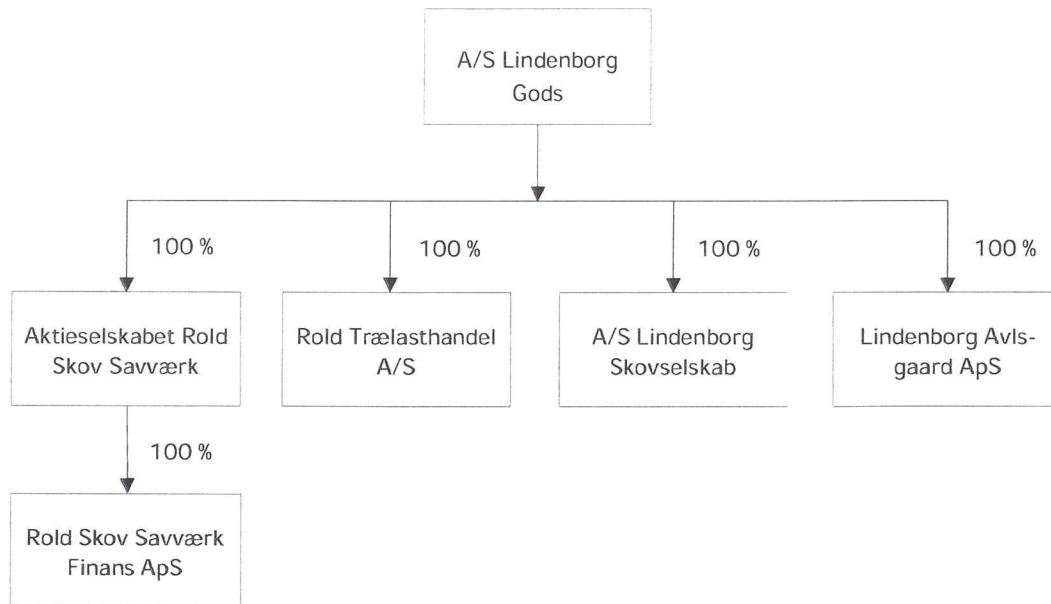 A/S Lindenborg
Gods
100 %
100 %
100 %
100 %
Aktieselskabet Rold
Skov Savværk
Rold Trælasthandel
A/S
A/S Lindenborg
Skovselskab
Lindenborg Avls-
gaard ApS
100 %
Rold Skov Savværk
Finans ApS